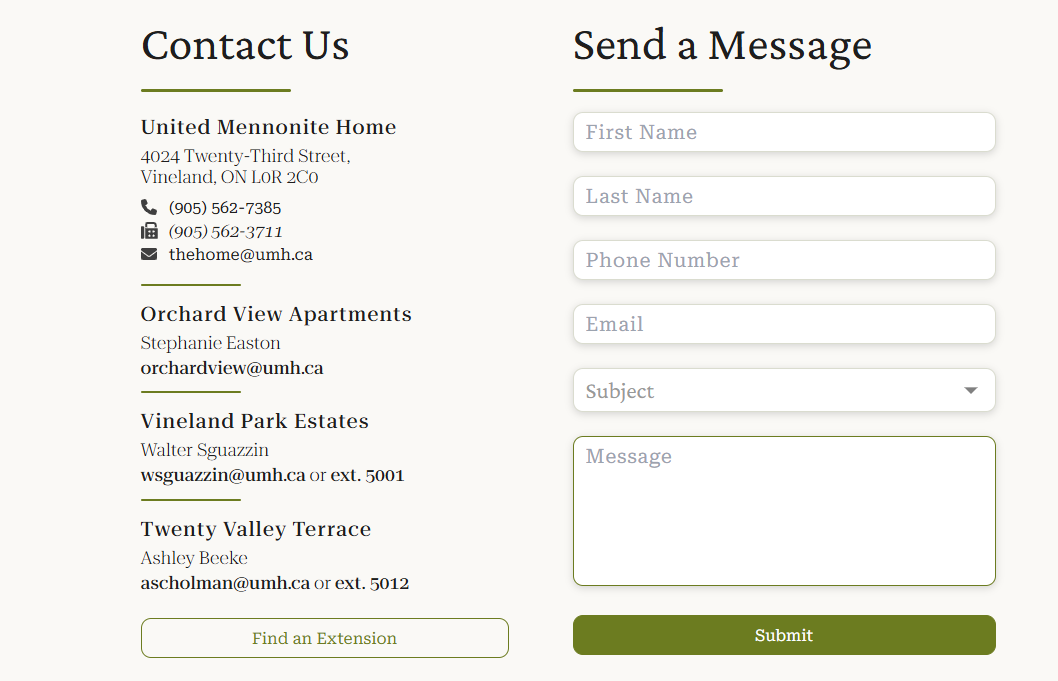 Contact Us
United Mennonite Home
4024 Twenty-Third Street,
Vineland, ON L0R 2C0
(905) 562-7385
(905) 562-3711
thehome@umh.ca
Orchard View Apartments
Stephanie Easton
orchardview@umh.ca
Vineland Park Estates
Walter Sguazzin
wsguazzin@umh.ca or ext. 5001
Twenty Valley Terrace
Ashley Beeke
ascholman@umh.ca or ext. 5012
Find an Extension
Send a Message
First Name
Last Name
Phone Number
Email
Subject
Message
Submit